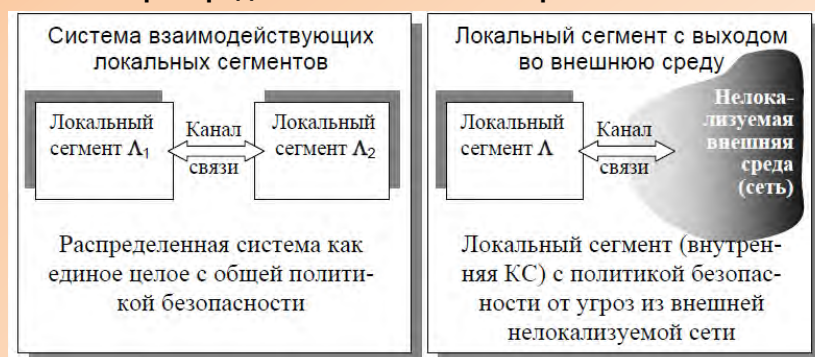 Система взаимодействующих
локальных сегментов
Локальный
сегмент Λ₁
Канал
связи
Локальный
сегмент Λ₂
Распределенная система как
единое целое с общей полити-
кой безопасности
Локальный сегмент с выходом
во внешнюю среду
Локальный
сегмент Λ
Канал
связи
Нелока-
лизуемая
внешняя
среда
(сеть)
Локальный сегмент (внутрен-
няя КС) с политикой безопас-
ности от угроз из внешней
нелокализуемой сети